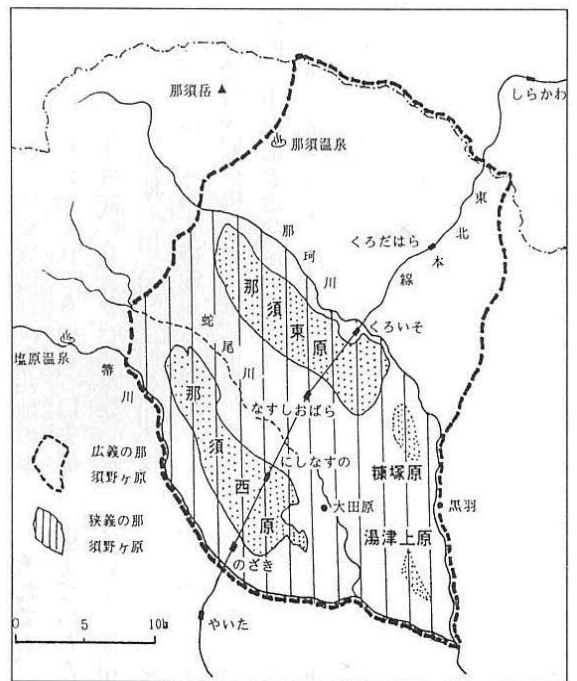 那須岳
しらかわ
那須温泉
東北本線
くろだはら
那珂川
那須東原
くろいそ
蛇尾川
塩原温泉
箒川
なすしおばら
那須西原
にしなすの
糠塚原
大田原
黒羽
湯津上原
のざき
やいた
広義の那
須野ヶ原
狭義の那
須野ヶ原
0 5 10